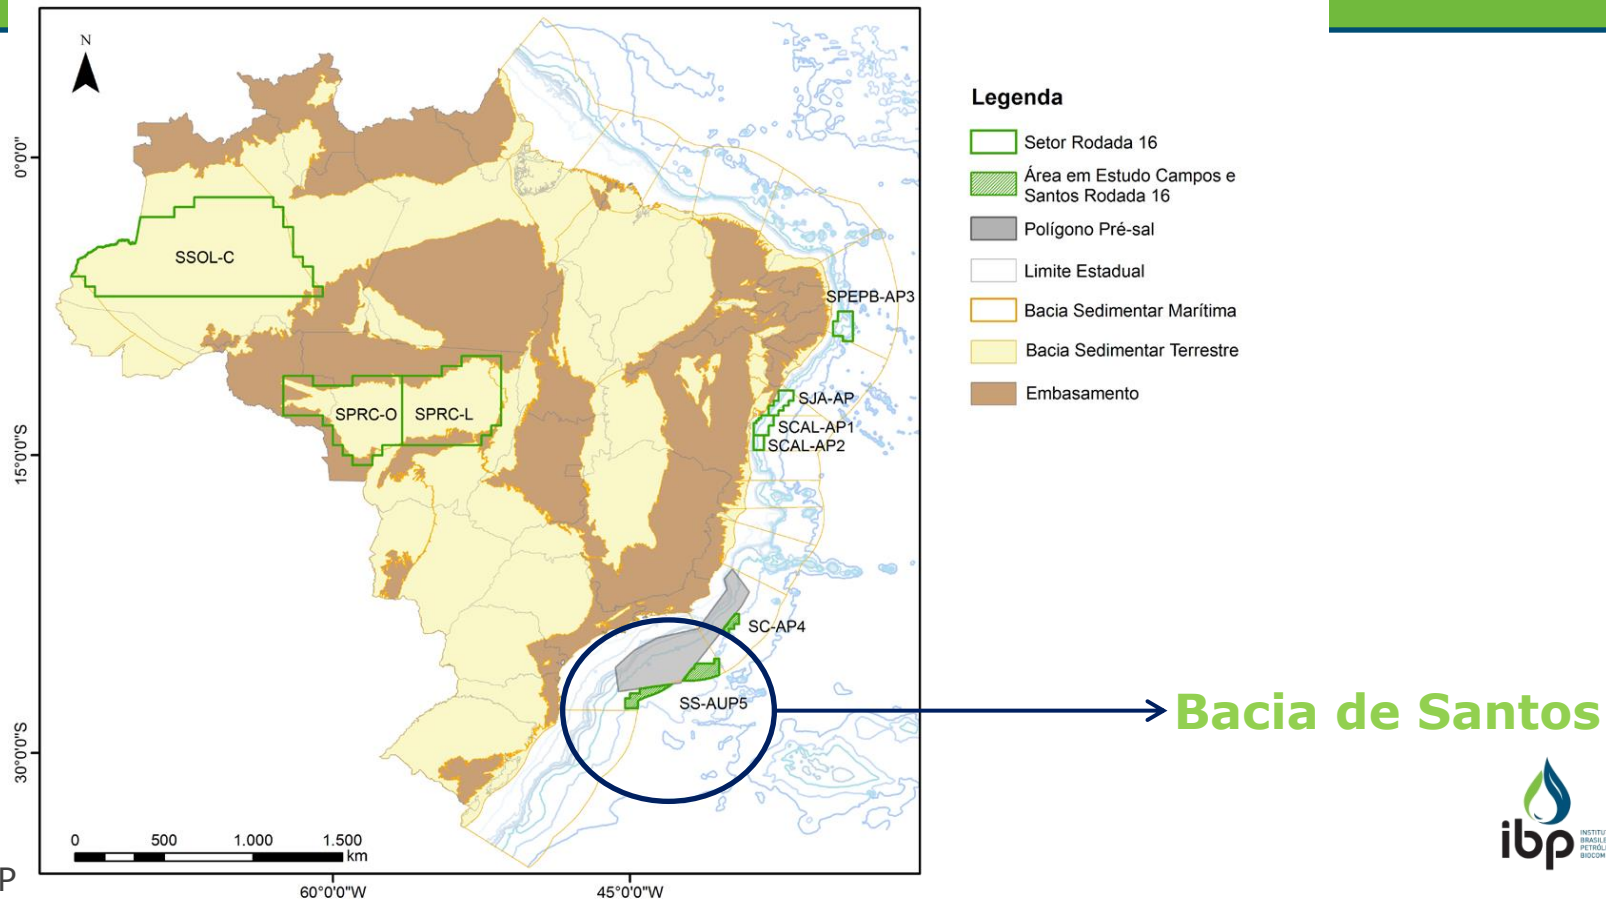 N
0°0'0"
15°0'0"S
30°0'0"S
60°0'0"W
45°0'0"W
SSOL-C
SPRC-O
SPRC-L
SPEPB-AP3
SJA-AP
SCAL-AP1
SCAL-AP2
SC-AP4
SS-AUP5
0 500 1.000 1.500
km
Legenda
Setor Rodada 16
Área em Estudo Campos e
Santos Rodada 16
Polígono Pré-sal
Limite Estadual
Bacia Sedimentar Marítima
Bacia Sedimentar Terrestre
Embasamento
Bacia de Santos
ibp
P